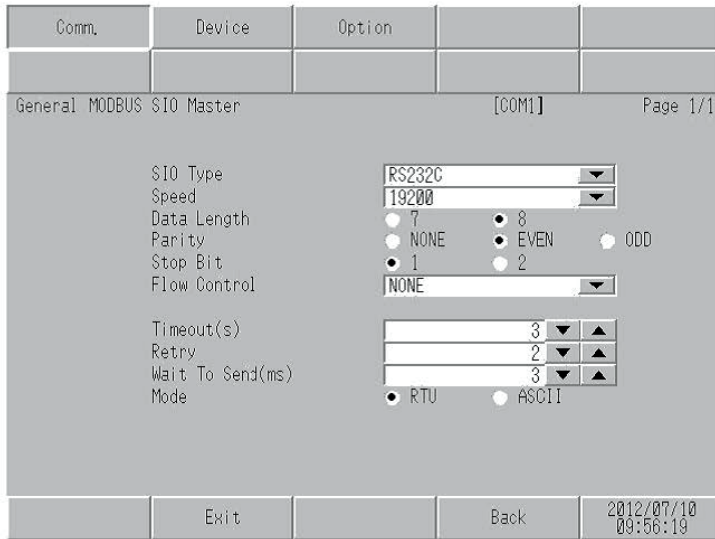 Comm. Device Option
General MODBUS SIO Master [COM1] Page 1/1
SIO Type RS232C
Speed 19200
Data Length 7 8
Parity NONE EVEN ODD
Stop Bit 1 2
Flow Control NONE
Timeout(s) 3
Retry 2
Wait To Send(ms) 3
Mode RTU ASCII
Exit Back 2012/07/10
09:56:19